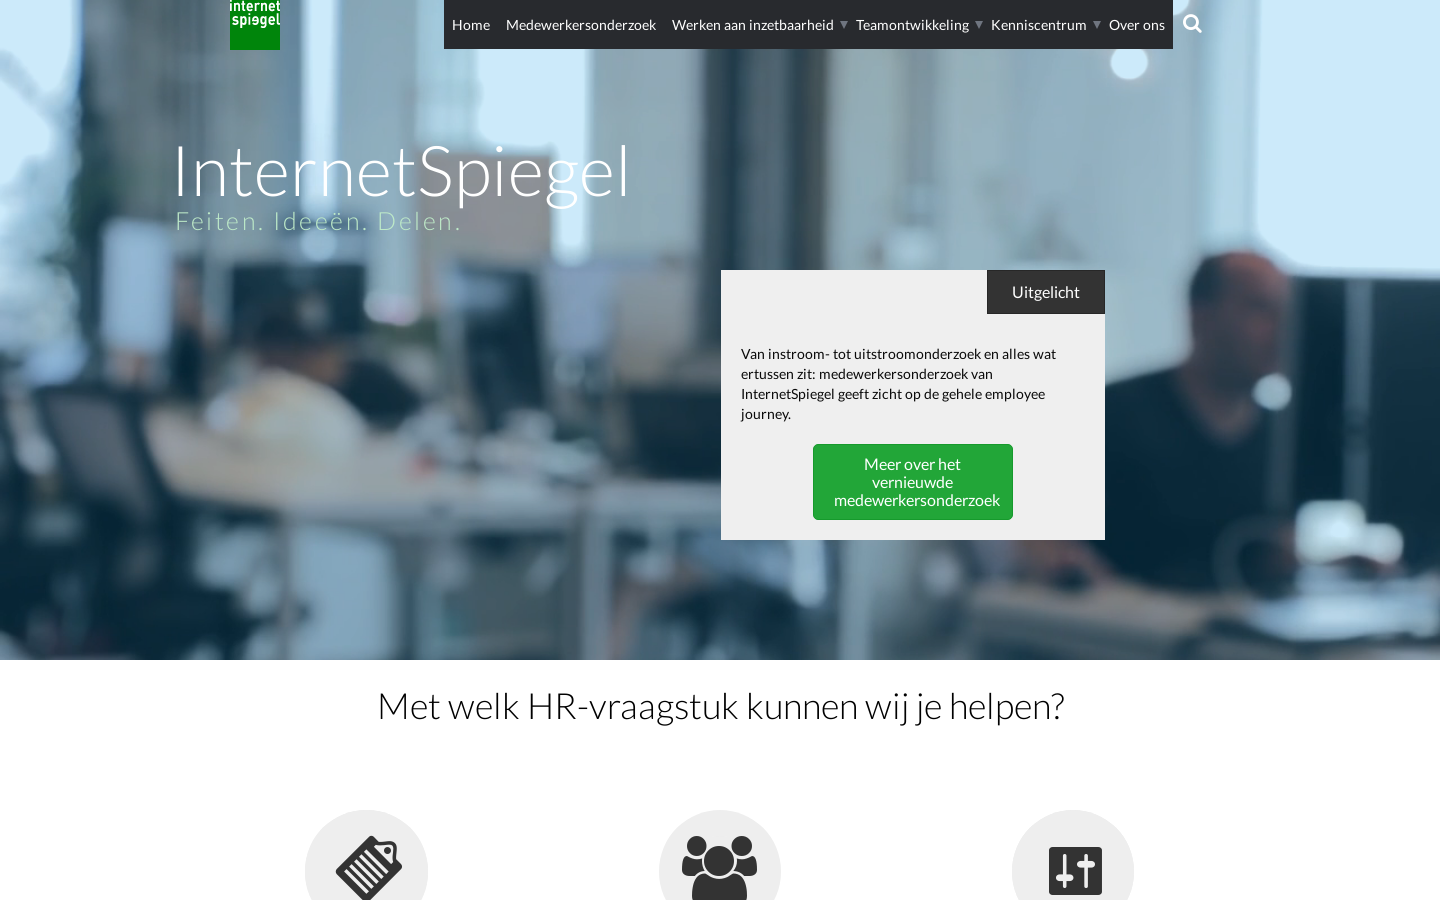 internet
spiegel
Home
Medewerkersonderzoek
Werken aan inzetbaarheid
Teamontwikkeling
Kenniscentrum
Over ons
InternetSpiegel
Feiten. Ideeën. Delen.
Uitgelicht
Van instroom- tot uitstroomonderzoek en alles wat
ertussen zit: medewerkersonderzoek van
InternetSpiegel geeft zicht op de gehele employee
journey.
Meer over het
vernieuwde
medewerkersonderzoek
Met welk HR-vraagstuk kunnen wij je helpen?